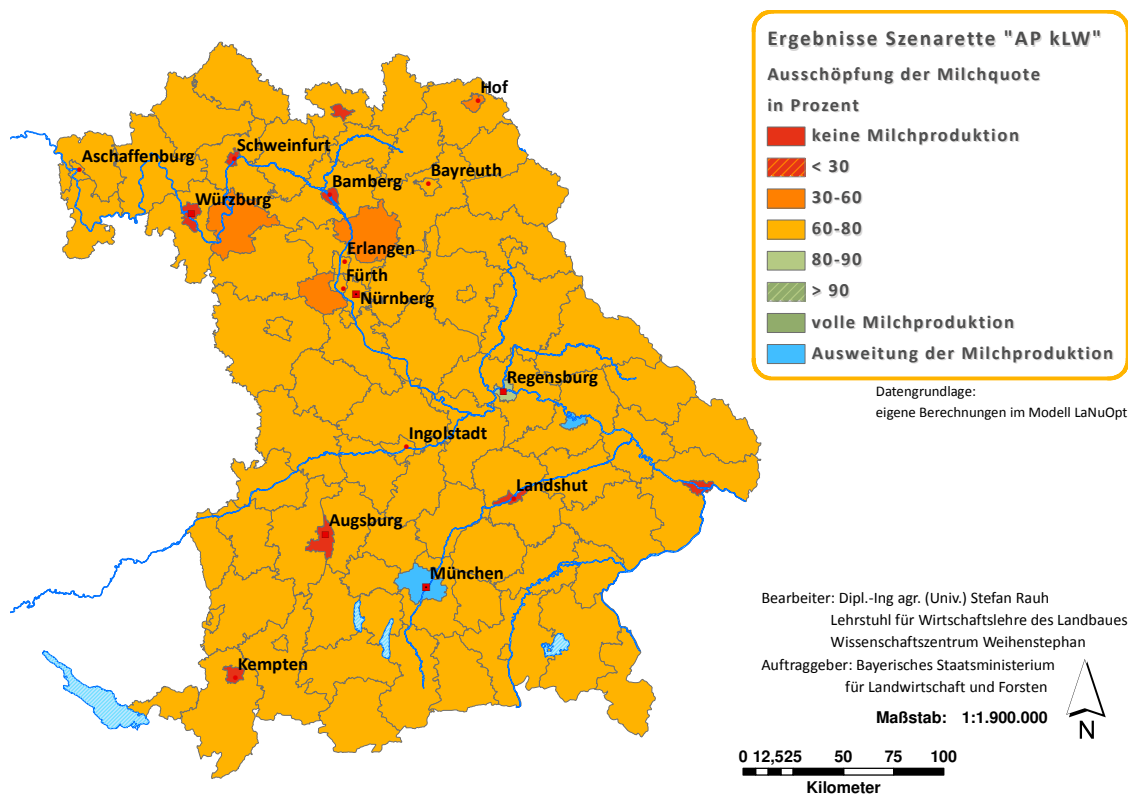 Ergebnisse Szenarette "AP kLW"
Ausschöpfung der Milchquote
in Prozent
keine Milchproduktion
< 30
30-60
60-80
80-90
> 90
volle Milchproduktion
Ausweitung der Milchproduktion
Datengrundlage:
eigene Berechnungen im Modell LaNuOpt
Hof
Schweinfurt
Aschaffenburg
Bayreuth
Bamberg
Würzburg
Erlangen
Fürth
Nürnberg
Regensburg
Ingolstadt
Landshut
Augsburg
München
Kempten
Bearbeiter: Dipl.-Ing agr. (Univ.) Stefan Rauh
Lehrstuhl für Wirtschaftslehre des Landbaues
Wissenschaftszentrum Weihenstephan
Auftraggeber: Bayerisches Staatsministerium
für Landwirtschaft und Forsten
Maßstab: 1:1.900.000
N
0 12,525 50 75 100
Kilometer